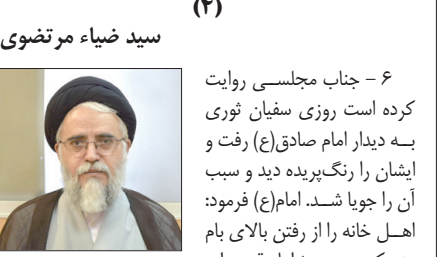 (۲)
سید ضیاء مرتضوی
۶ - جناب مجلسی روایت
کرده است روزی سفیان ثوری
به دیدار امام صادق(ع) رفت و
ایشان را رنگ‌پریده دید و سبب
آن را جویا شد. امام(ع) فرمود:
اهل خانه را از رفتن بالای بام